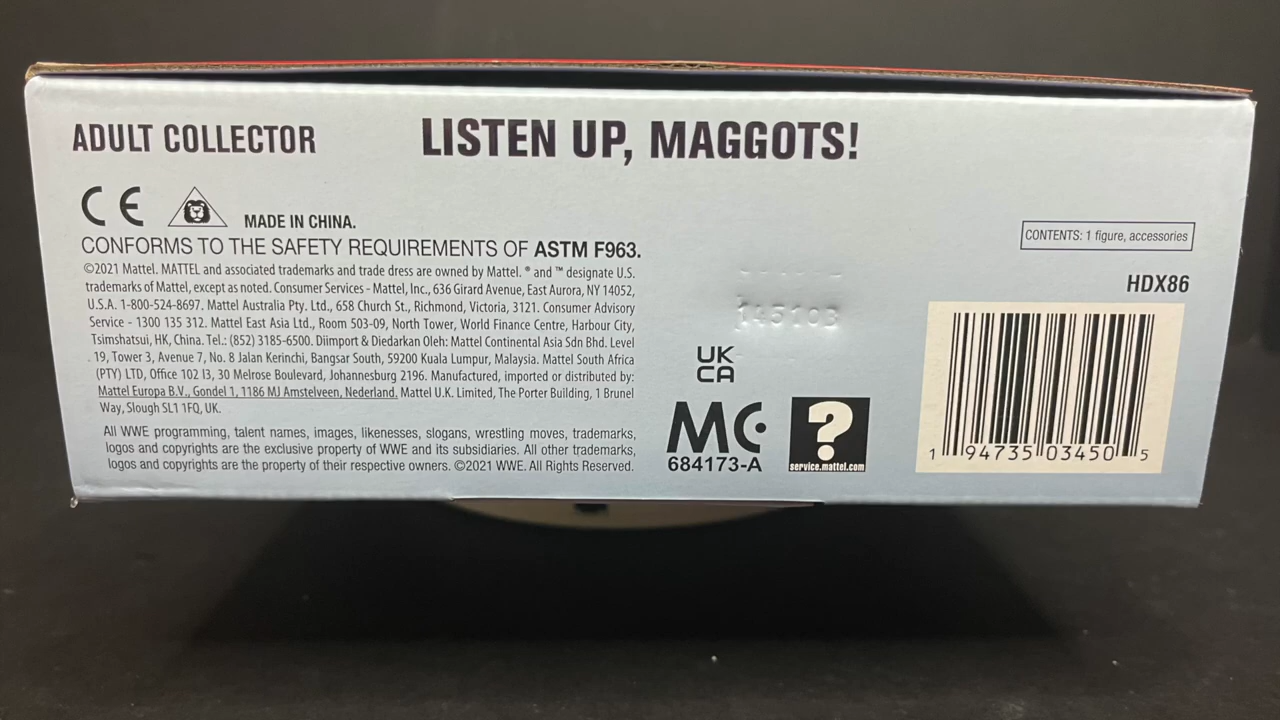 ADULT COLLECTOR
LISTEN UP, MAGGOTS!
CE
MADE IN CHINA.
CONFORMS TO THE SAFETY REQUIREMENTS OF ASTM F963.
©2021 Mattel. MATTEL and associated trademarks and trade dress are owned by Mattel. ® and ™ designate U.S.
trademarks of Mattel, except as noted. Consumer Services - Mattel, Inc., 636 Girard Avenue, East Aurora, NY 14052,
U.S.A. 1-800-524-8697. Mattel Australia Pty. Ltd., 658 Church St., Richmond, Victoria, 3121. Consumer Advisory
Service - 1300 135 312. Mattel East Asia Ltd., Room 503-09, North Tower, World Finance Centre, Harbour City,
Tsimshatsui, HK, China. Tel.: (852) 3185-6500. Diimport & Diedarkan Oleh: Mattel Continental Asia Sdn Bhd. Level
19, Tower 3, Avenue 7, No. 8 Jalan Kerinchi, Bangsar South, 59200 Kuala Lumpur, Malaysia. Mattel South Africa
(PTY) LTD, Office 102 I3, 30 Melrose Boulevard, Johannesburg 2196. Manufactured, imported or distributed by:
Mattel Europa B.V., Gondel 1, 1186 MJ Amstelveen, Nederland. Mattel U.K. Limited, The Porter Building, 1 Brunel
Way, Slough SL1 1FQ, UK.
All WWE programming, talent names, images, likenesses, slogans, wrestling moves, trademarks,
logos and copyrights are the exclusive property of WWE and its subsidiaries. All other trademarks,
logos and copyrights are the property of their respective owners. ©2021 WWE. All Rights Reserved.
UK
CA
MC
684173-A
?
service.mattel.com
CONTENTS: 1 figure, accessories
HDX86
1 94735 03450 5